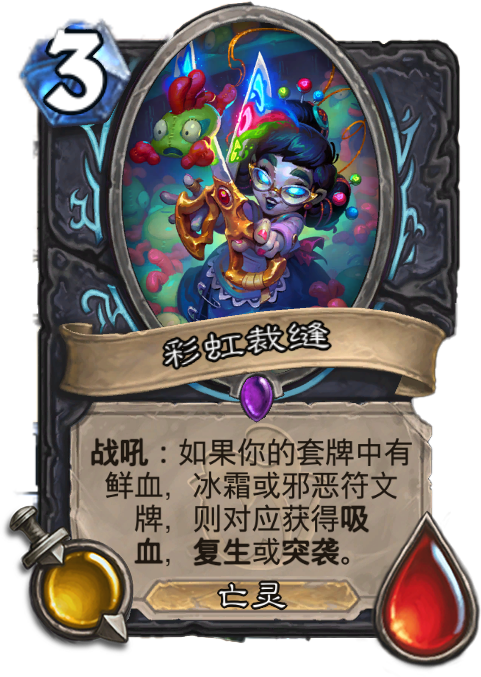 3
彩虹裁缝
战吼：如果你的套牌中有
鲜血，冰霜或邪恶符文
牌，则对应获得吸
血，复生或突袭。
亡灵